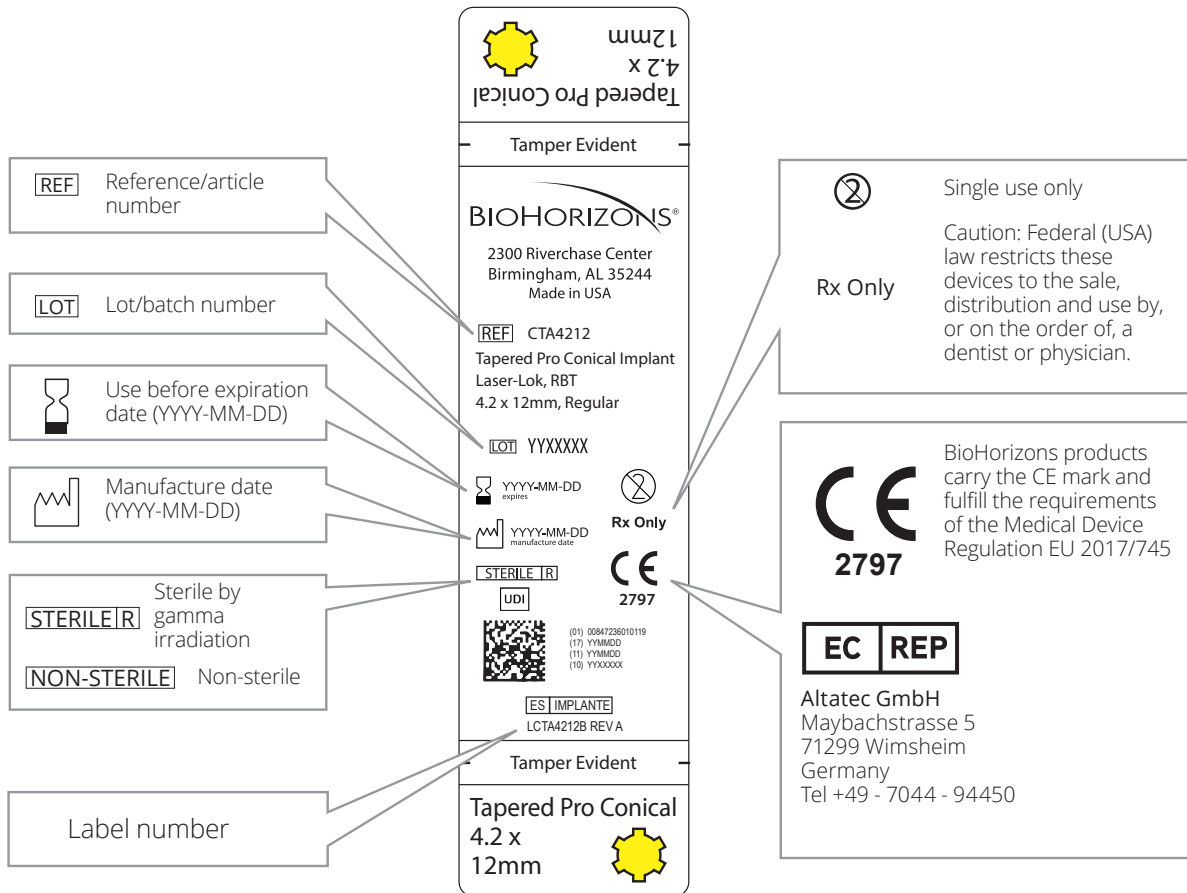 Tapered Pro Conical
4.2 x
12mm
Tamper Evident
BIOHORIZONS®
2300 Riverchase Center
Birmingham, AL 35244
Made in USA
REF CTA4212
Tapered Pro Conical Implant
Laser-Lok, RBT
4.2 x 12mm, Regular
LOT YYXXXXX
YYYY-MM-DD
expires
2
Rx Only
YYYY-MM-DD
manufacture date
STERILE R
CE
2797
UDI
(01) 00847236010119
(17) YYMMDD
(11) YYMMDD
(10) YYXXXXX
ES IMPLANTE
LCTA4212B REV A
Tamper Evident
Tapered Pro Conical
4.2 x
12mm
REF Reference/article
number
LOT Lot/batch number
Use before expiration
date (YYYY-MM-DD)
Manufacture date
(YYYY-MM-DD)
STERILE R Sterile by
gamma
irradiation
NON-STERILE Non-sterile
Label number
2 Single use only
Rx Only Caution: Federal (USA)
law restricts these
devices to the sale,
distribution and use by,
or on the order of, a
dentist or physician.
CE
2797
BioHorizons products
carry the CE mark and
fulfill the requirements
of the Medical Device
Regulation EU 2017/745
EC REP
Altatec GmbH
Maybachstrasse 5
71299 Wimsheim
Germany
Tel +49 - 7044 - 94450